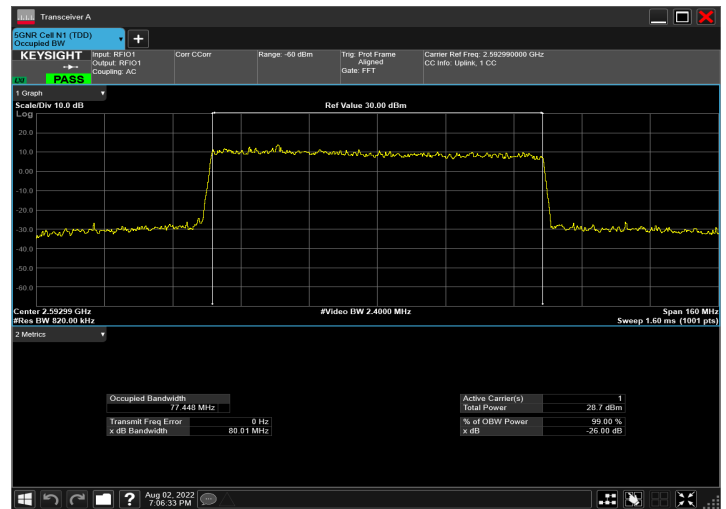 Transceiver A
5GNR Cell N1 (TDD)
Occupied BW
KEYSIGHT
LXI
PASS
Input: RFIO1
Output: RFIO1
Coupling: AC
Corr CCorr
Range: -60 dBm
Trig: Prot Frame
Aligned
Gate: FFT
Carrier Ref Freq: 2.592990000 GHz
CC Info: Uplink, 1 CC
1 Graph
Scale/Div 10.0 dB
Ref Value 30.00 dBm
Log
20.0
10.0
0.00
-10.0
-20.0
-30.0
-40.0
-50.0
-60.0
Center 2.59299 GHz
#Video BW 2.4000 MHz
Span 160 MHz
#Res BW 820.00 kHz
Sweep 1.60 ms (1001 pts)
2 Metrics
Occupied Bandwidth
77.448 MHz
Active Carrier(s) 1
Total Power 28.7 dBm
Transmit Freq Error 0 Hz
x dB Bandwidth 80.01 MHz
% of OBW Power 99.00 %
x dB -26.00 dB
Aug 02, 2022
7:06:33 PM